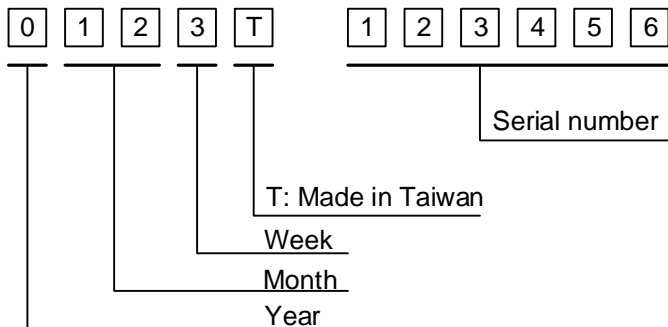 0 1 2 3 T 1 2 3 4 5 6
Serial number
T: Made in Taiwan
Week
Month
Year